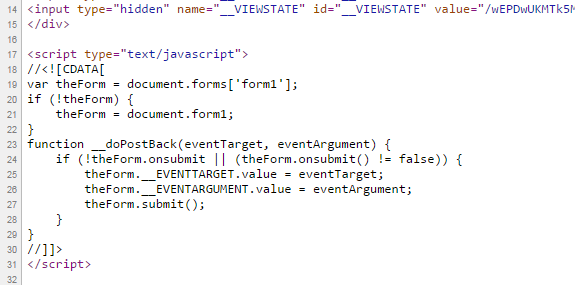 14 <input type="hidden" name="__VIEWSTATE" id="__VIEWSTATE" value="/wEPDwUKMTk5M
15 </div>
16
17 <script type="text/javascript">
18 //<![CDATA[
19 var theForm = document.forms['form1'];
20 if (!theForm) {
21     theForm = document.form1;
22 }
23 function __doPostBack(eventTarget, eventArgument) {
24     if (!theForm.onsubmit || (theForm.onsubmit() != false)) {
25         theForm.__EVENTTARGET.value = eventTarget;
26         theForm.__EVENTARGUMENT.value = eventArgument;
27         theForm.submit();
28     }
29 }
30 //]]>
31 </script>
32